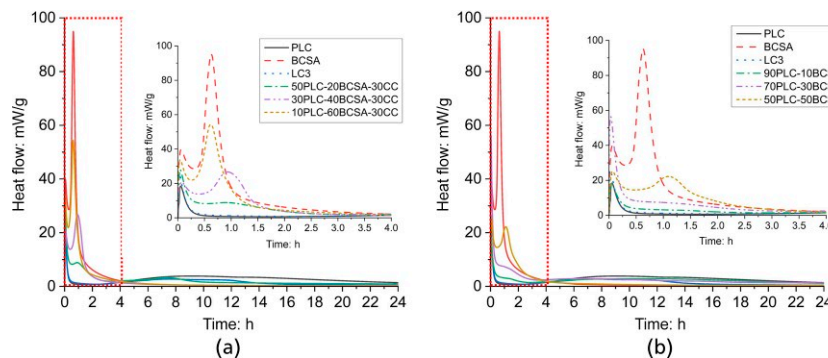 100
80
60
40
20
0
Heat flow: mW/g
0 2 4 6 8 10 12 14 16 18 20 22 24
Time: h
100
80
60
40
20
0
Heat flow: mW/g
0 0.5 1.0 1.5 2.0 2.5 3.0 3.5 4.0
Time: h
PLC
BCSA
LC3
50PLC-20BCSA-30CC
30PLC-40BCSA-30CC
10PLC-60BCSA-30CC
(a)
100
80
60
40
20
0
Heat flow: mW/g
0 2 4 6 8 10 12 14 16 18 20 22 24
Time: h
100
80
60
40
20
0
Heat flow: mW/g
0 0.5 1.0 1.5 2.0 2.5 3.0 3.5 4.0
Time: h
PLC
BCSA
LC3
90PLC-10BC
70PLC-30BC
50PLC-50BC
(b)